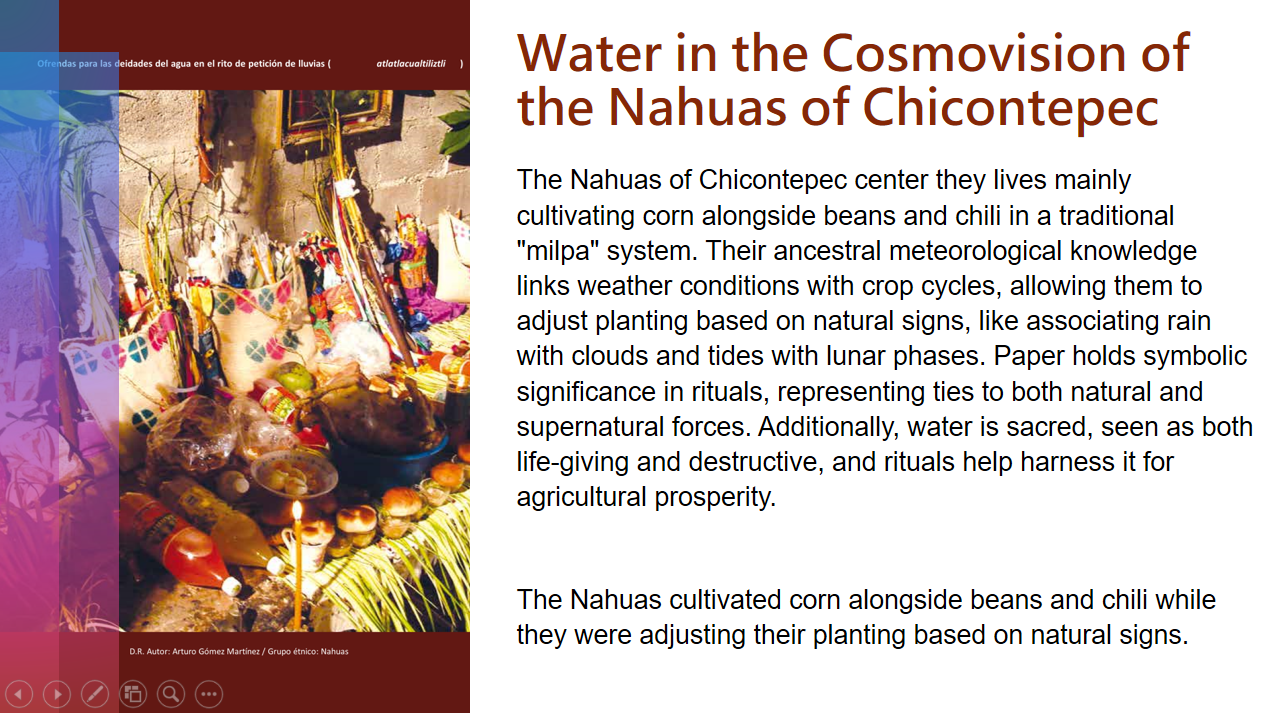 Ofrendas para las deidades del agua en el rito de petición de lluvias ( atlatlacualtiliztli )
Water in the Cosmovision of
the Nahuas of Chicontepec
The Nahuas of Chicontepec center they lives mainly
cultivating corn alongside beans and chili in a traditional
"milpa" system. Their ancestral meteorological knowledge
links weather conditions with crop cycles, allowing them to
adjust planting based on natural signs, like associating rain
with clouds and tides with lunar phases. Paper holds symbolic
significance in rituals, representing ties to both natural and
supernatural forces. Additionally, water is sacred, seen as both
life-giving and destructive, and rituals help harness it for
agricultural prosperity.
The Nahuas cultivated corn alongside beans and chili while
they were adjusting their planting based on natural signs.
D.R. Autor: Arturo Gómez Martínez / Grupo étnico: Nahuas